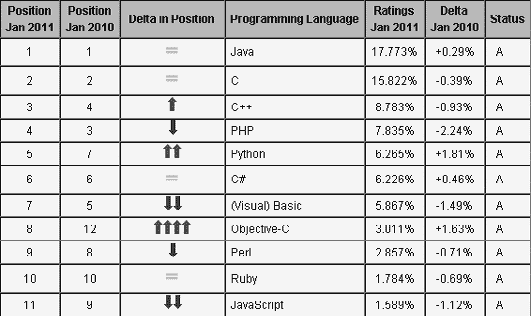 Position Jan 2011 Position Jan 2010 Delta in Position Programming Language Ratings Jan 2011 Delta Jan 2010 Status
1 1 = Java 17.773% +0.29% A
2 2 = C 15.822% -0.39% A
3 4 ↑ C++ 8.783% -0.93% A
4 3 ↓ PHP 7.835% -2.24% A
5 7 ↑↑ Python 6.265% +1.81% A
6 6 = C# 6.226% +0.46% A
7 5 ↓↓ (Visual) Basic 5.867% -1.49% A
8 12 ↑↑↑↑ Objective-C 3.011% +1.63% A
9 8 ↓ Perl 2.857% -0.71% A
10 10 = Ruby 1.784% -0.69% A
11 9 ↓↓ JavaScript 1.589% -1.12% A